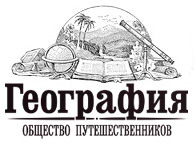 География
ОБЩЕСТВО ПУТЕШЕСТВЕННИКОВ